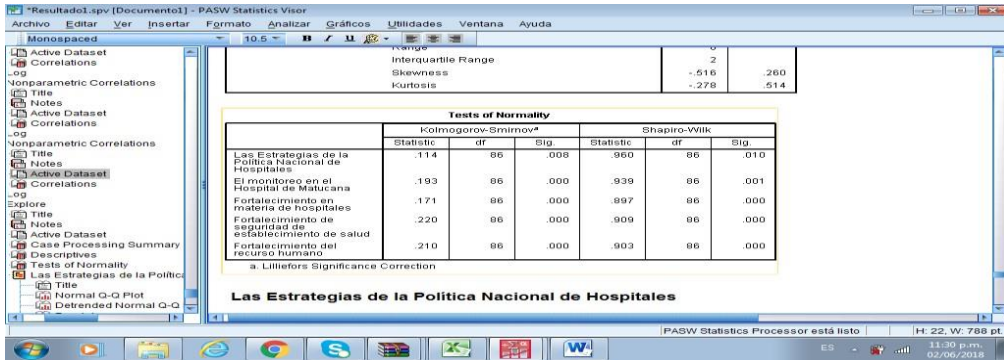 *Resultado1.spv [Documento1] - PASW Statistics Visor
Archivo Editar Ver Insertar Formato Analizar Gráficos Utilidades Ventana Ayuda
Monospaced 10.5
Active Dataset
Correlations
Log
Nonparametric Correlations
Title
Notes
Active Dataset
Correlations
Log
Nonparametric Correlations
Title
Notes
Active Dataset
Correlations
Log
Explore
Title
Notes
Active Dataset
Case Processing Summary
Descriptives
Tests of Normality
Las Estrategias de la Política
Title
Normal Q-Q Plot
Detrended Normal Q-Q
Range 6
Interquartile Range 2
Skewness -.516 .260
Kurtosis -.278 .514
Tests of Normality
Kolmogorov-Smirnovª Shapiro-Wilk
Statistic df Sig. Statistic df Sig.
Las Estrategias de la Política Nacional de Hospitales .114 86 .008 .960 86 .010
El monitoreo en el Hospital de Matucana .193 86 .000 .939 86 .001
Fortalecimiento en materia de hospitales .171 86 .000 .897 86 .000
Fortalecimiento de seguridad de establecimiento de salud .220 86 .000 .909 86 .000
Fortalecimiento del recurso humano .210 86 .000 .903 86 .000
a. Lilliefors Significance Correction
Las Estrategias de la Política Nacional de Hospitales
PASW Statistics Processor está listo H: 22, W: 788 pt.
ES 11:30 p.m.
02/06/2018